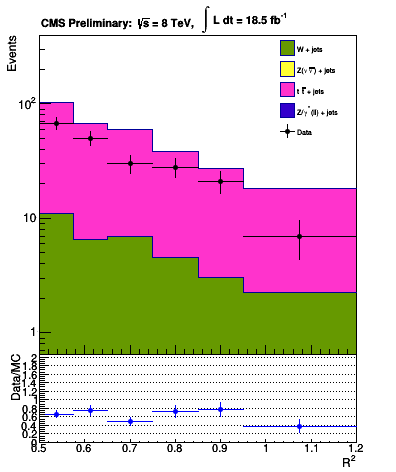 CMS Preliminary: √s = 8 TeV, ∫ L dt = 18.5 fb⁻¹
Events
W + jets
Z(ν ν̄) + jets
t t̄ + jets
Z/γ*(ll) + jets
Data
10²
10
1
Data/MC
2
1.8
1.6
1.4
1.2
1
0.8
0.6
0.4
0.2
0
0.5 0.6 0.7 0.8 0.9 1 1.1 1.2
R²